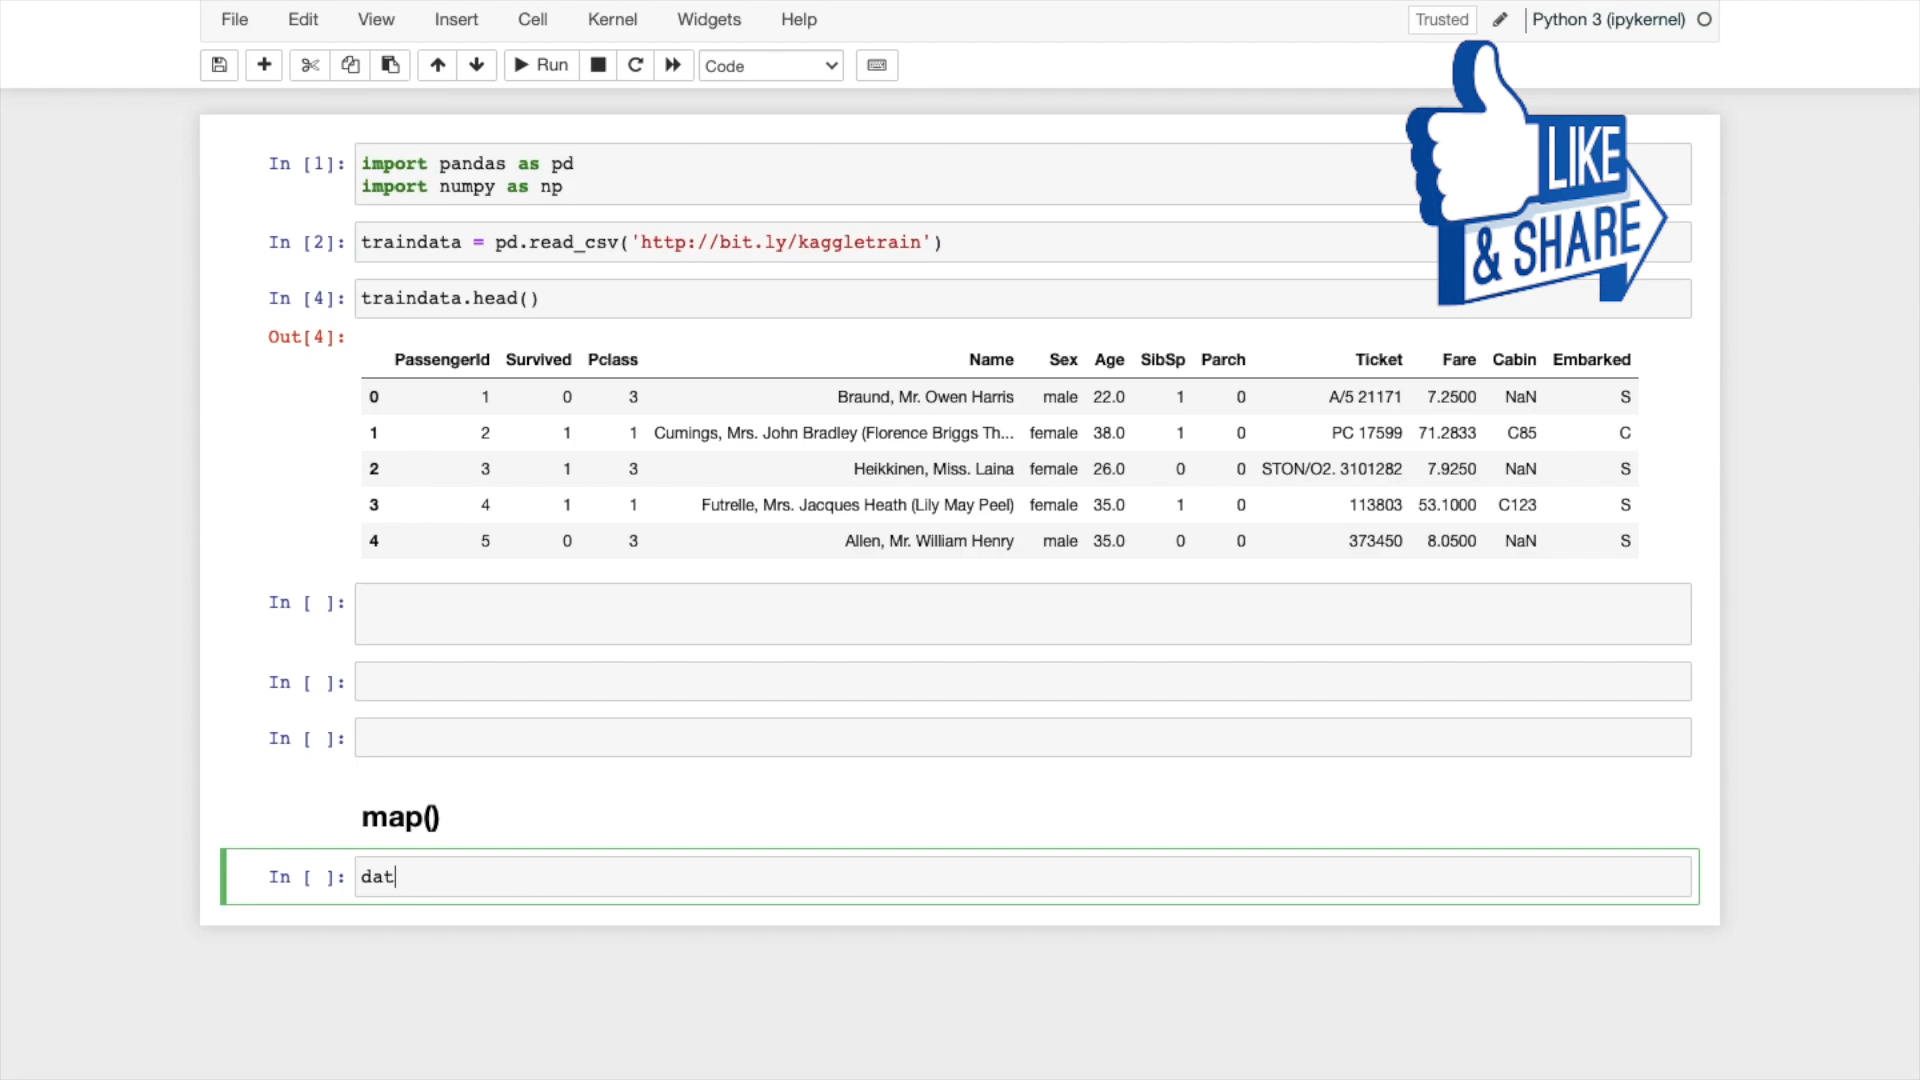 File Edit View Insert Cell Kernel Widgets Help Trusted Python 3 (ipykernel)
Run Code
LIKE
& SHARE
In [1]: import pandas as pd
import numpy as np
In [2]: traindata = pd.read_csv('http://bit.ly/kaggletrain')
In [4]: traindata.head()
Out[4]:
PassengerId Survived Pclass Name Sex Age SibSp Parch Ticket Fare Cabin Embarked
0 1 0 3 Braund, Mr. Owen Harris male 22.0 1 0 A/5 21171 7.2500 NaN S
1 2 1 1 Cumings, Mrs. John Bradley (Florence Briggs Th... female 38.0 1 0 PC 17599 71.2833 C85 C
2 3 1 3 Heikkinen, Miss. Laina female 26.0 0 0 STON/O2. 3101282 7.9250 NaN S
3 4 1 1 Futrelle, Mrs. Jacques Heath (Lily May Peel) female 35.0 1 0 113803 53.1000 C123 S
4 5 0 3 Allen, Mr. William Henry male 35.0 0 0 373450 8.0500 NaN S
In [ ]:
In [ ]:
In [ ]:
map()
In [ ]: dat